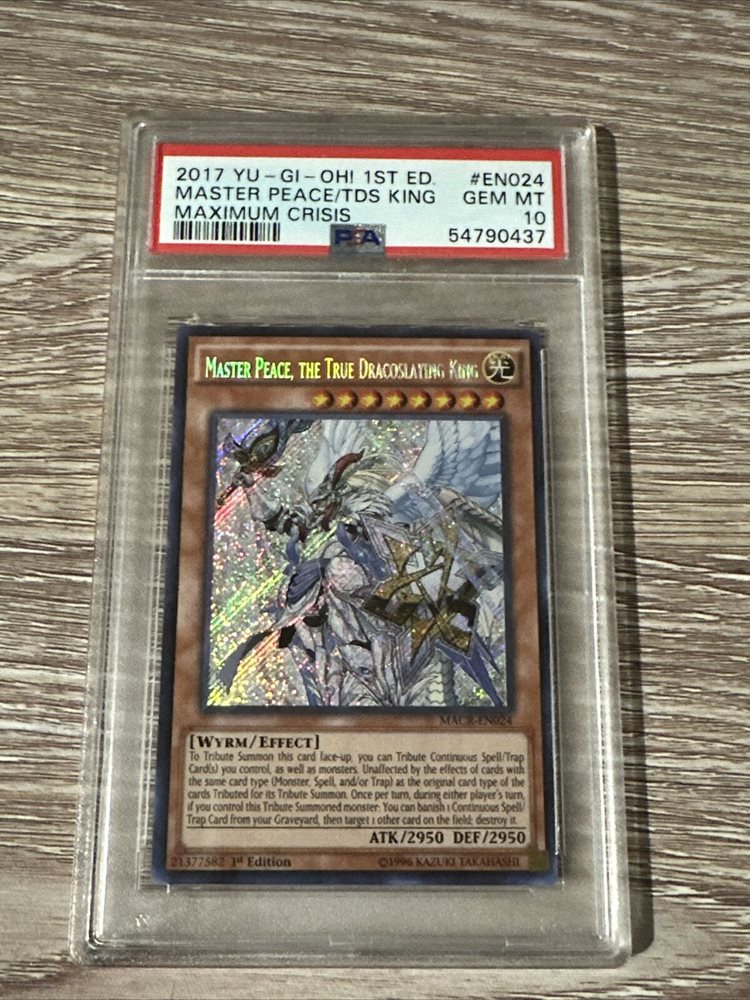 2017 YU-GI-OH! 1ST ED. #EN024
MASTER PEACE/TDS KING GEM MT
MAXIMUM CRISIS 10
PSA 54790437
MASTER PEACE, THE TRUE DRACOSLAYING KING 光
MACR-EN024
[WYRM/EFFECT]
To Tribute Summon this card face-up, you can Tribute Continuous Spell/Trap
Card(s) you control, as well as monsters. Unaffected by the effects of cards with
the same card type (Monster, Spell, and/or Trap) as the original card type of the
cards Tributed for its Tribute Summon. Once per turn, during either player's turn,
if you control this Tribute Summoned monster: You can banish 1 Continuous Spell/
Trap Card from your Graveyard, then target 1 other card on the field; destroy it.
ATK/2950 DEF/2950
21377582 1st Edition ©1996 KAZUKI TAKAHASHI